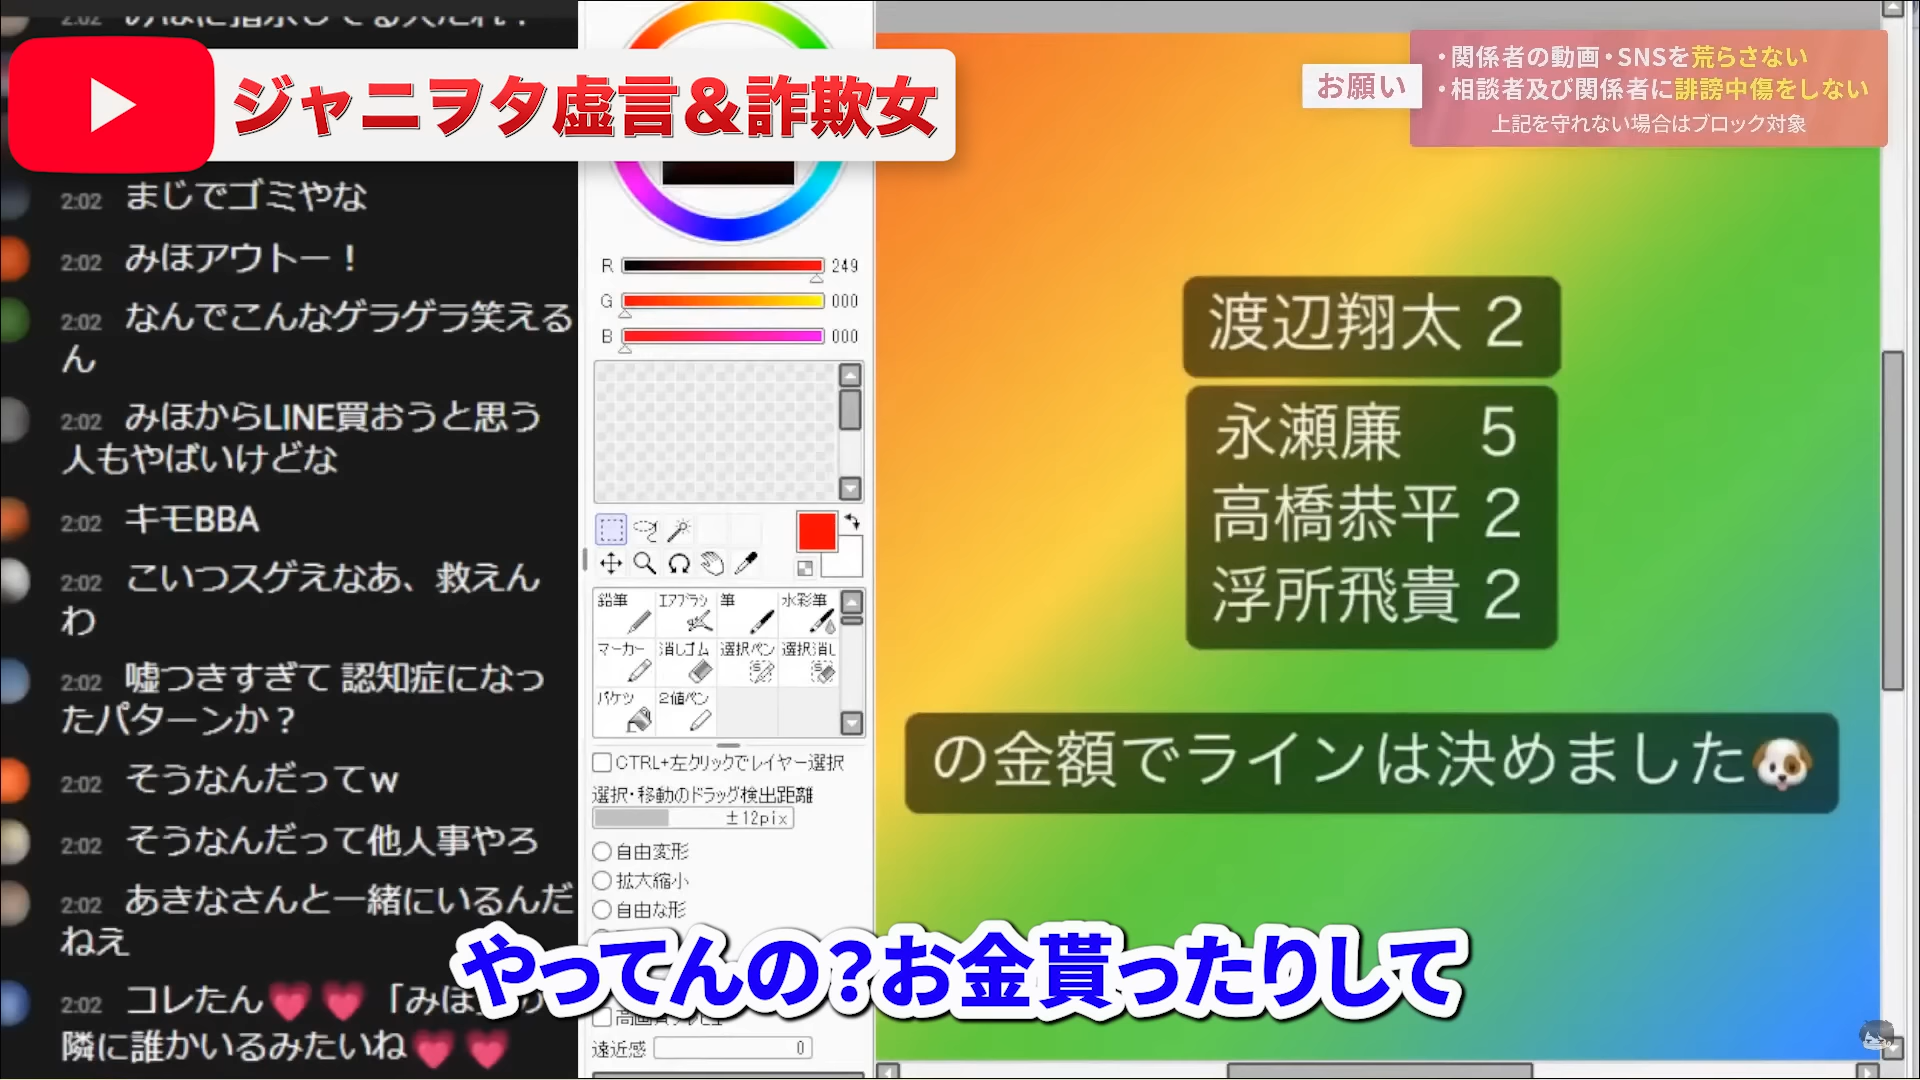 ジャニヲタ虚言&詐欺女
お願い
・関係者の動画・SNSを荒らさない
・相談者及び関係者に誹謗中傷をしない
上記を守れない場合はブロック対象
2:02 まじでゴミやな
2:02 みほアウトー！
2:02 なんでこんなゲラゲラ笑える
ん
2:02 みほからLINE買おうと思う
人もやばいけどな
2:02 キモBBA
2:02 こいつスゲえなあ、救えん
わ
2:02 嘘つきすぎて 認知症になっ
たパターンか？
2:02 そうなんだってｗ
2:02 そうなんだって他人事やろ
2:02 あきなさんと一緒にいるんだ
ねえ
2:02 コレたん💗💗「みほ
隣に誰かいるみたいね💗💗
R 249
G 000
B 000
鉛筆 エアブラシ 筆 水彩筆
マーカー 消しゴム 選択ペン 選択消し
バケツ 2値ペン
CTRL+左クリックでレイヤー選択
選択・移動のドラッグ検出距離
±12pix
自由変形
拡大縮小
自由な形
遠近感 0
渡辺翔太 2
永瀬廉 5
高橋恭平 2
浮所飛貴 2
の金額でラインは決めました🐶
やってんの？お金貰ったりして